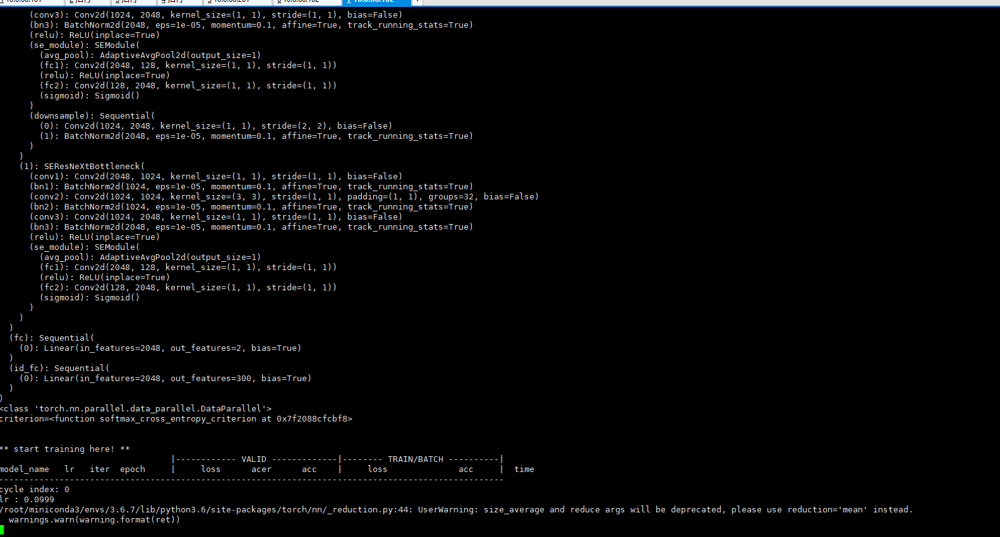 (conv3): Conv2d(1024, 2048, kernel_size=(1, 1), stride=(1, 1), bias=False)
(bn3): BatchNorm2d(2048, eps=1e-05, momentum=0.1, affine=True, track_running_stats=True)
(relu): ReLU(inplace=True)
(se_module): SEModule(
(avg_pool): AdaptiveAvgPool2d(output_size=1)
(fc1): Conv2d(2048, 128, kernel_size=(1, 1), stride=(1, 1))
(relu): ReLU(inplace=True)
(fc2): Conv2d(128, 2048, kernel_size=(1, 1), stride=(1, 1))
(sigmoid): Sigmoid()
)
(downsample): Sequential(
(0): Conv2d(1024, 2048, kernel_size=(1, 1), stride=(2, 2), bias=False)
(1): BatchNorm2d(2048, eps=1e-05, momentum=0.1, affine=True, track_running_stats=True)
)
)
(1): SEResNeXtBottleneck(
(conv1): Conv2d(2048, 1024, kernel_size=(1, 1), stride=(1, 1), bias=False)
(bn1): BatchNorm2d(1024, eps=1e-05, momentum=0.1, affine=True, track_running_stats=True)
(conv2): Conv2d(1024, 1024, kernel_size=(3, 3), stride=(1, 1), padding=(1, 1), groups=32, bias=False)
(bn2): BatchNorm2d(1024, eps=1e-05, momentum=0.1, affine=True, track_running_stats=True)
(conv3): Conv2d(1024, 2048, kernel_size=(1, 1), stride=(1, 1), bias=False)
(bn3): BatchNorm2d(2048, eps=1e-05, momentum=0.1, affine=True, track_running_stats=True)
(relu): ReLU(inplace=True)
(se_module): SEModule(
(avg_pool): AdaptiveAvgPool2d(output_size=1)
(fc1): Conv2d(2048, 128, kernel_size=(1, 1), stride=(1, 1))
(relu): ReLU(inplace=True)
(fc2): Conv2d(128, 2048, kernel_size=(1, 1), stride=(1, 1))
(sigmoid): Sigmoid()
)
)
)
(fc): Sequential(
(0): Linear(in_features=2048, out_features=2, bias=True)
)
(id_fc): Sequential(
(0): Linear(in_features=2048, out_features=300, bias=True)
)
)
<class 'torch.nn.parallel.data_parallel.DataParallel'>
criterion=<function softmax_cross_entropy_criterion at 0x7f2088cfcbf8>
** start training here! **
|------------ VALID -------------|-------- TRAIN/BATCH ----------|
model_name lr iter epoch | loss acer acc | loss acc | time
----------------------------------------------------------------------------------------------------
cycle index: 0
lr : 0.0999
/root/miniconda3/envs/3.6.7/lib/python3.6/site-packages/torch/nn/_reduction.py:44: UserWarning: size_average and reduce args will be deprecated, please use reduction='mean' instead.
warnings.warn(warning.format(ret))